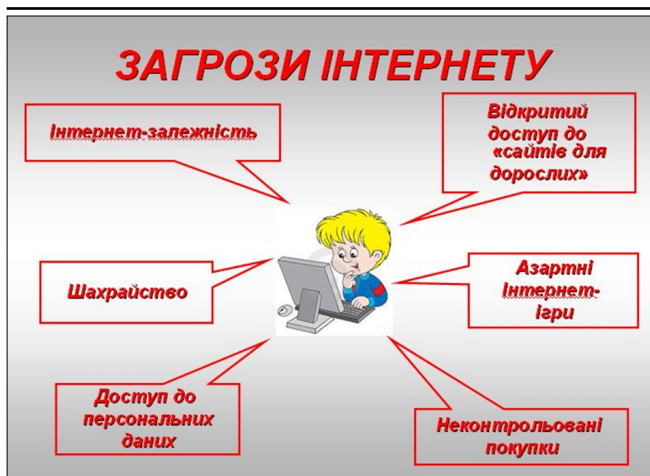 ЗАГРОЗИ ІНТЕРНЕТУ
Інтернет-залежність
Відкритий
доступ до
«сайтів для
дорослих»
Шахрайство
Азартні
Інтернет-
ігри
Доступ до
персональних
даних
Неконтрольовані
покупки